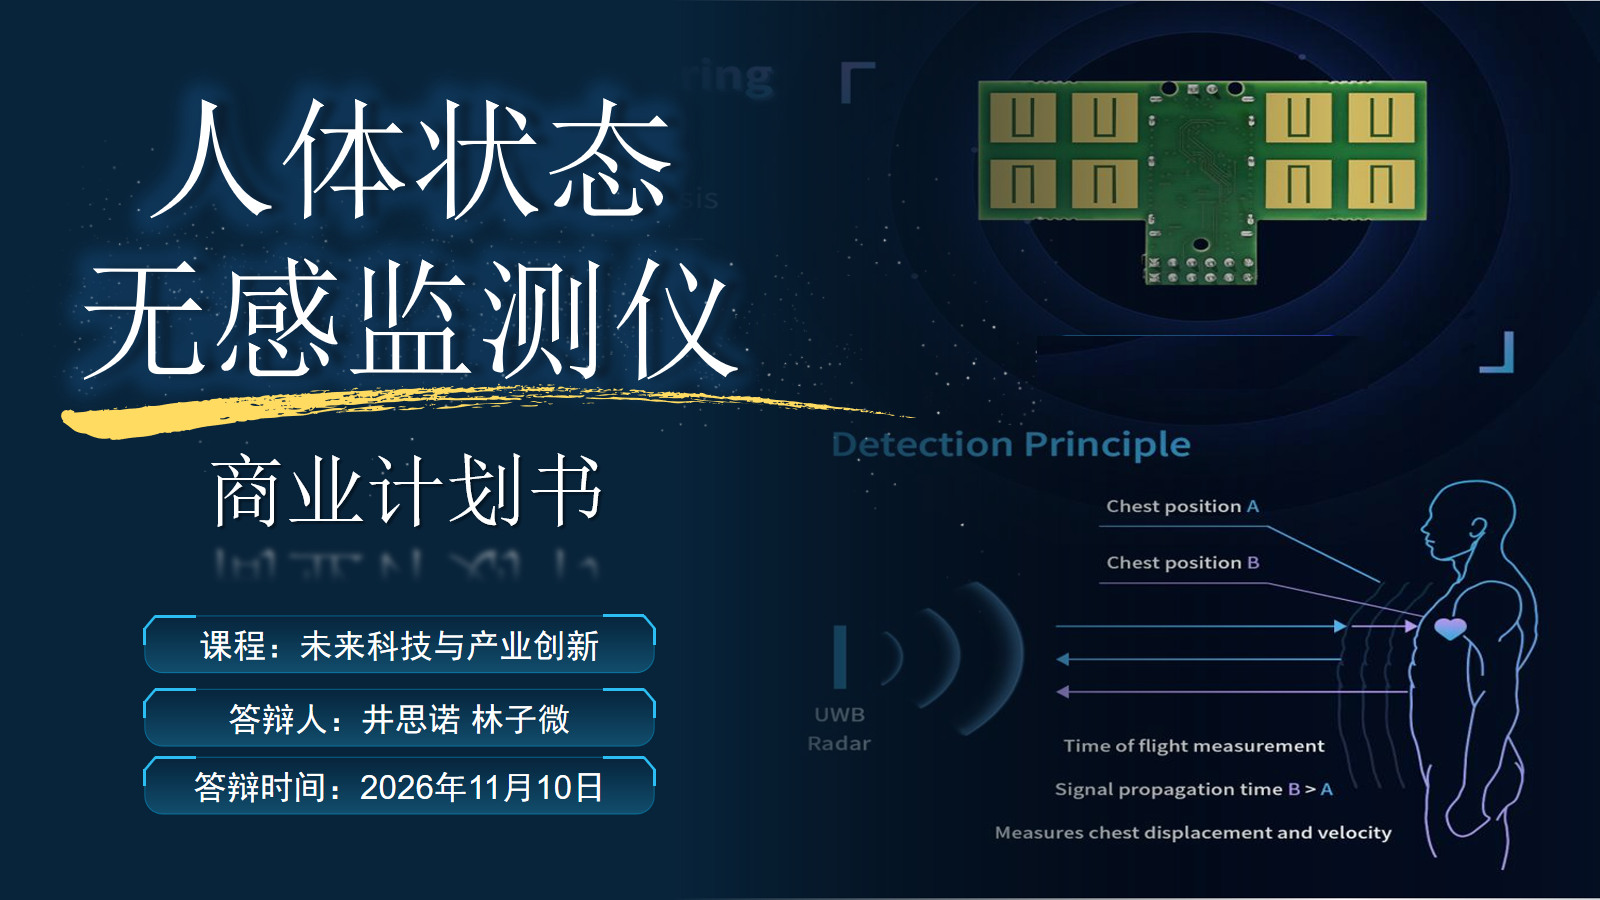 人体状态
无感监测仪
商业计划书
课程：未来科技与产业创新
答辩人：井思诺 林子微
答辩时间：2026年11月10日
ring
sis
Detection Principle
Chest position A
Chest position B
UWB
Radar
Time of flight measurement
Signal propagation time B > A
Measures chest displacement and velocity